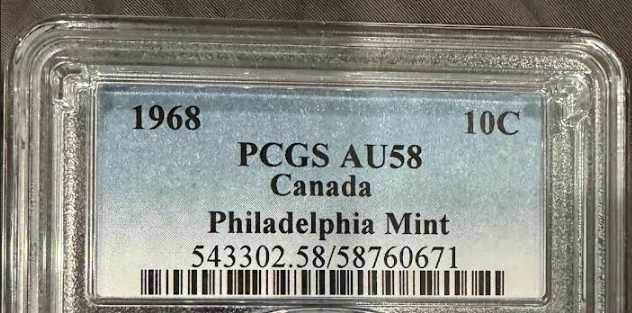 1968 10C
PCGS AU58
Canada
Philadelphia Mint
543302.58/58760671